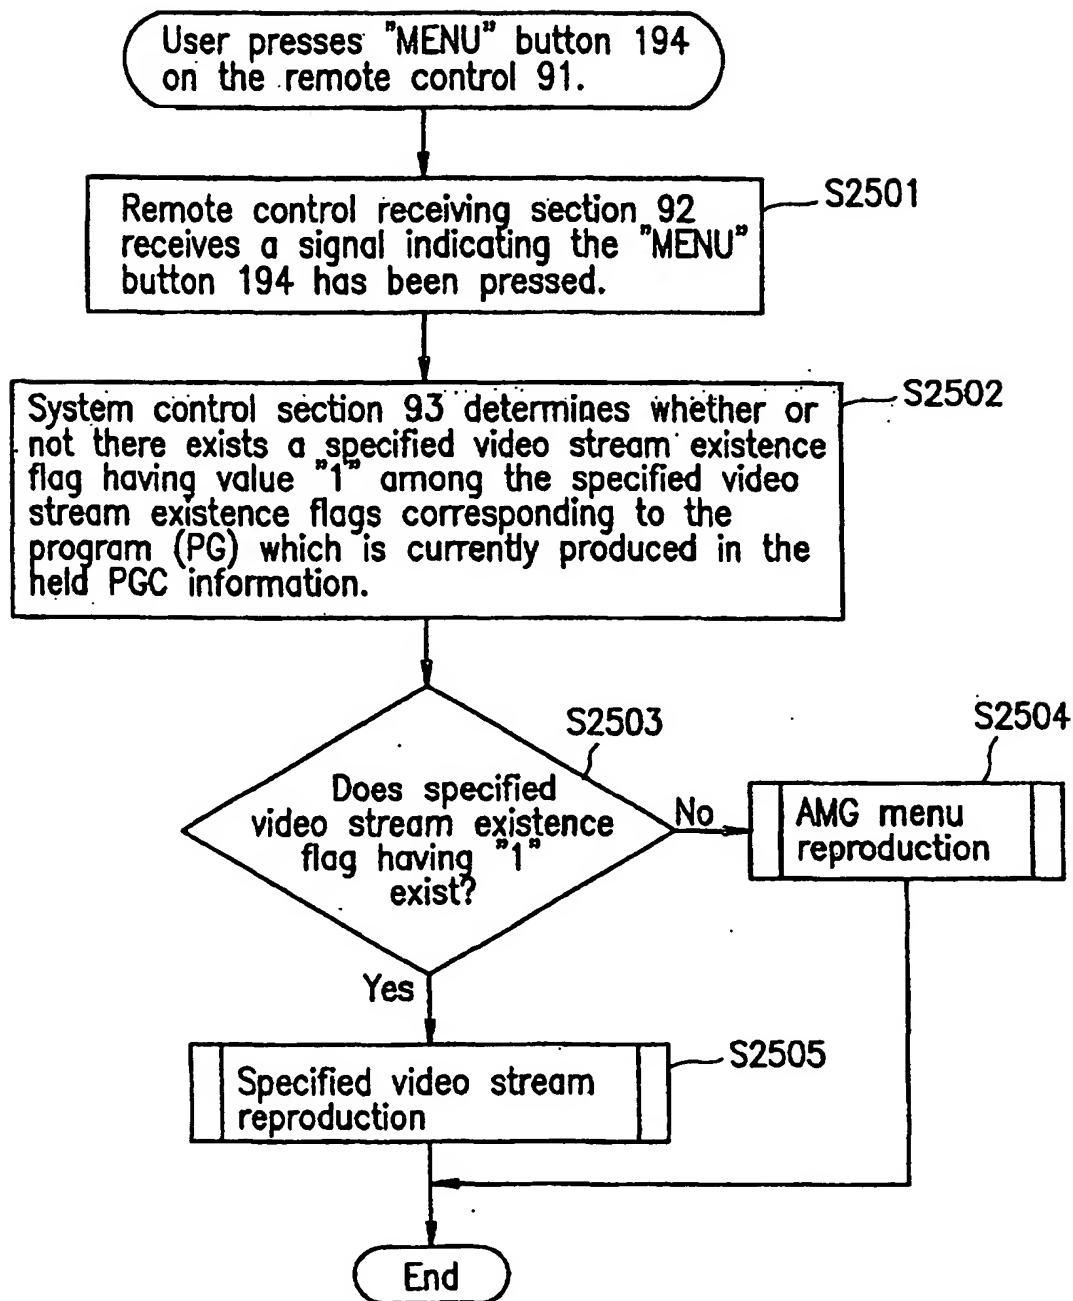 User presses "MENU" button 194
on the remote control 91.
Remote control receiving section 92
receives a signal indicating the "MENU"
button 194 has been pressed.
S2501
System control section 93 determines whether or
not there exists a specified video stream existence
flag having value "1" among the specified video
stream existence flags corresponding to the
program (PG) which is currently produced in the
held PGC information.
S2502
S2503
Does specified
video stream existence
flag having "1"
exist?
No
S2504
AMG menu
reproduction
Yes
S2505
Specified video stream
reproduction
End